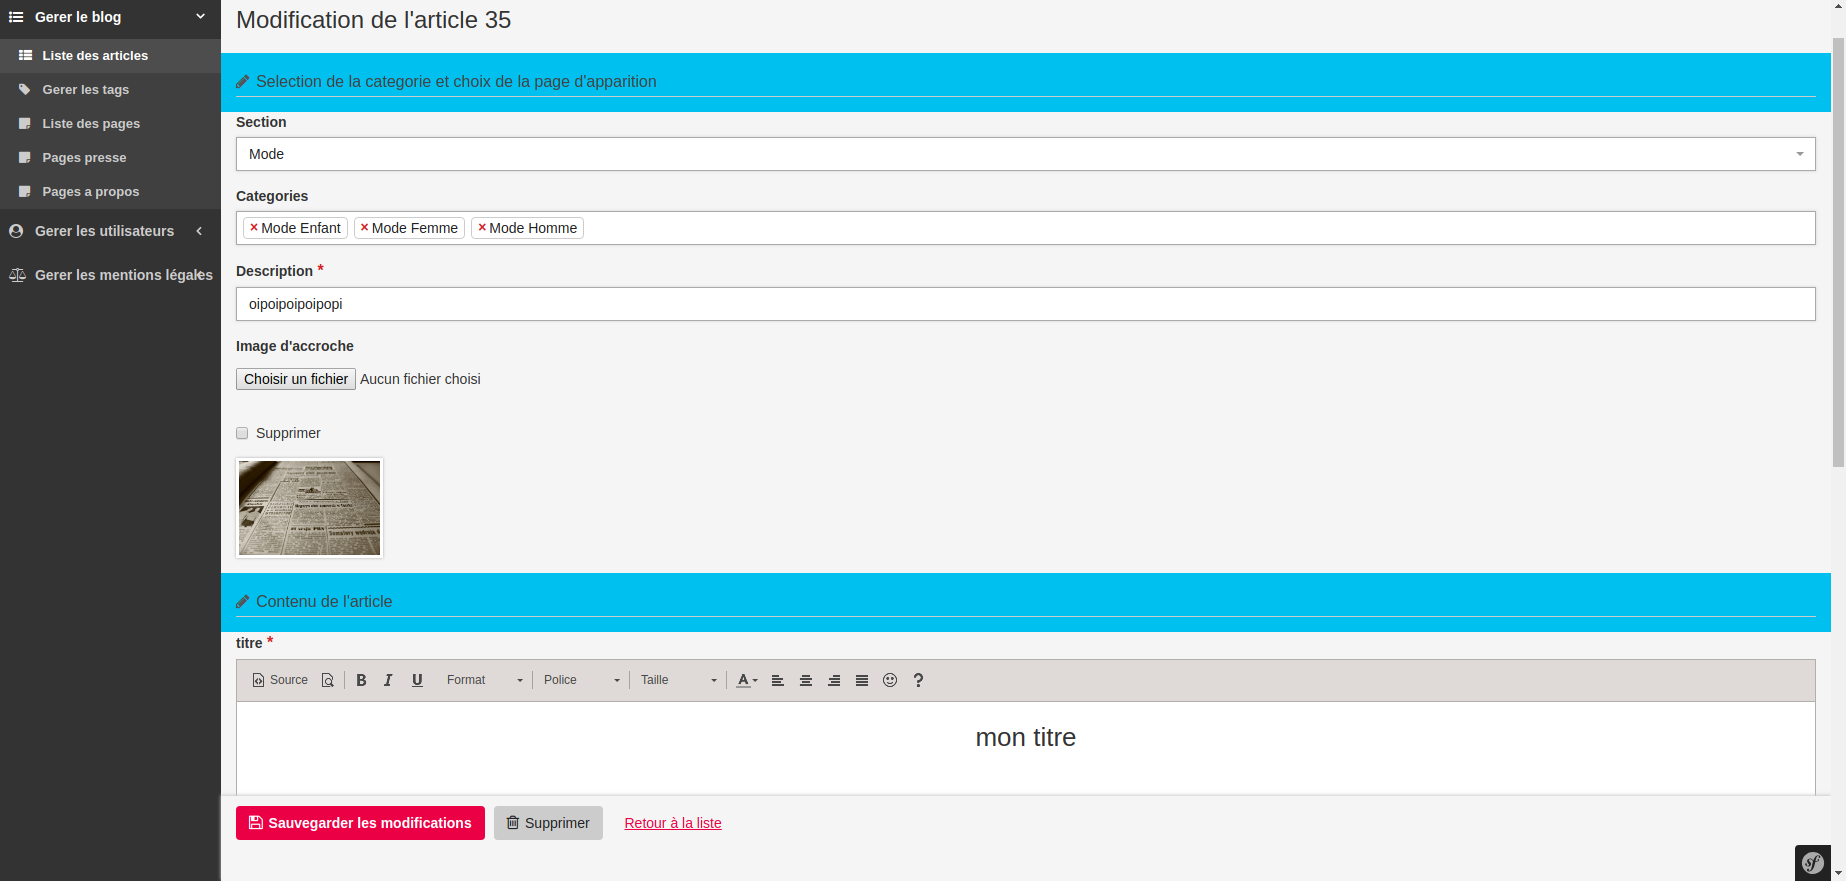 Gerer le blog
Liste des articles
Gerer les tags
Liste des pages
Pages presse
Pages a propos
Gerer les utilisateurs
Gerer les mentions légales
Modification de l'article 35
Selection de la categorie et choix de la page d'apparition
Section
Mode
Categories
× Mode Enfant × Mode Femme × Mode Homme
Description *
oipoipoipoipopi
Image d'accroche
Choisir un fichier Aucun fichier choisi
Supprimer
Contenu de l'article
titre *
Source B I U Format Police Taille A ?
mon titre
Sauvegarder les modifications Supprimer Retour à la liste
sf